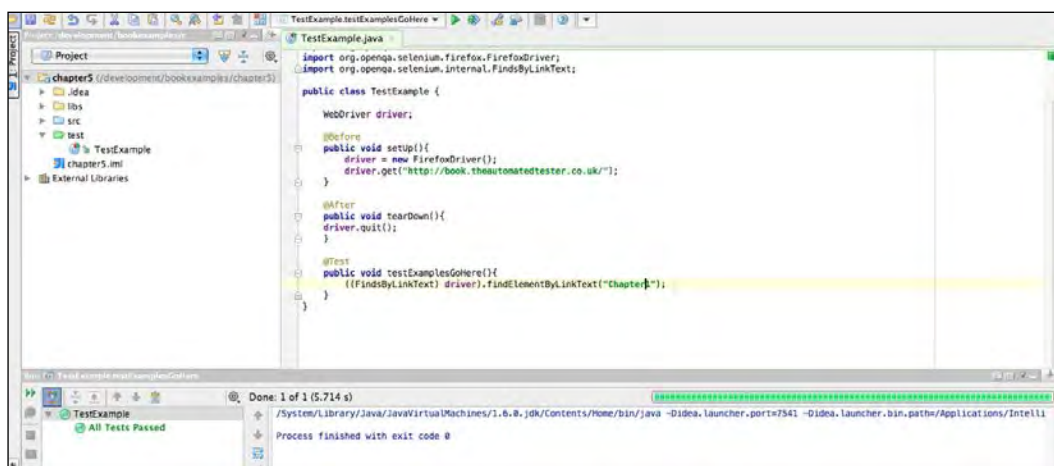 TestExample.testExamplesGoHere
TestExample.java
1: Project
Project
chapter5 (/development/bookexamples/chapter5)
.idea
libs
src
test
TestExample
chapter5.iml
External Libraries
import org.openqa.selenium.firefox.FirefoxDriver;
import org.openqa.selenium.internal.FindsByLinkText;
public class TestExample {
WebDriver driver;
@Before
public void setUp(){
driver = new FirefoxDriver();
driver.get("http://book.theautomatedtester.co.uk/");
}
@After
public void tearDown(){
driver.quit();
}
@Test
public void testExamplesGoHere(){
((FindsByLinkText) driver).findElementByLinkText("Chapter1");
}
}
TestExample.testExamplesGoHere
Done: 1 of 1 (5.714 s)
TestExample
All Tests Passed
/System/Library/Java/JavaVirtualMachines/1.6.0.jdk/Contents/Home/bin/java -Didea.launcher.port=7541 -Didea.launcher.bin.path=/Applications/Intelli
Process finished with exit code 0